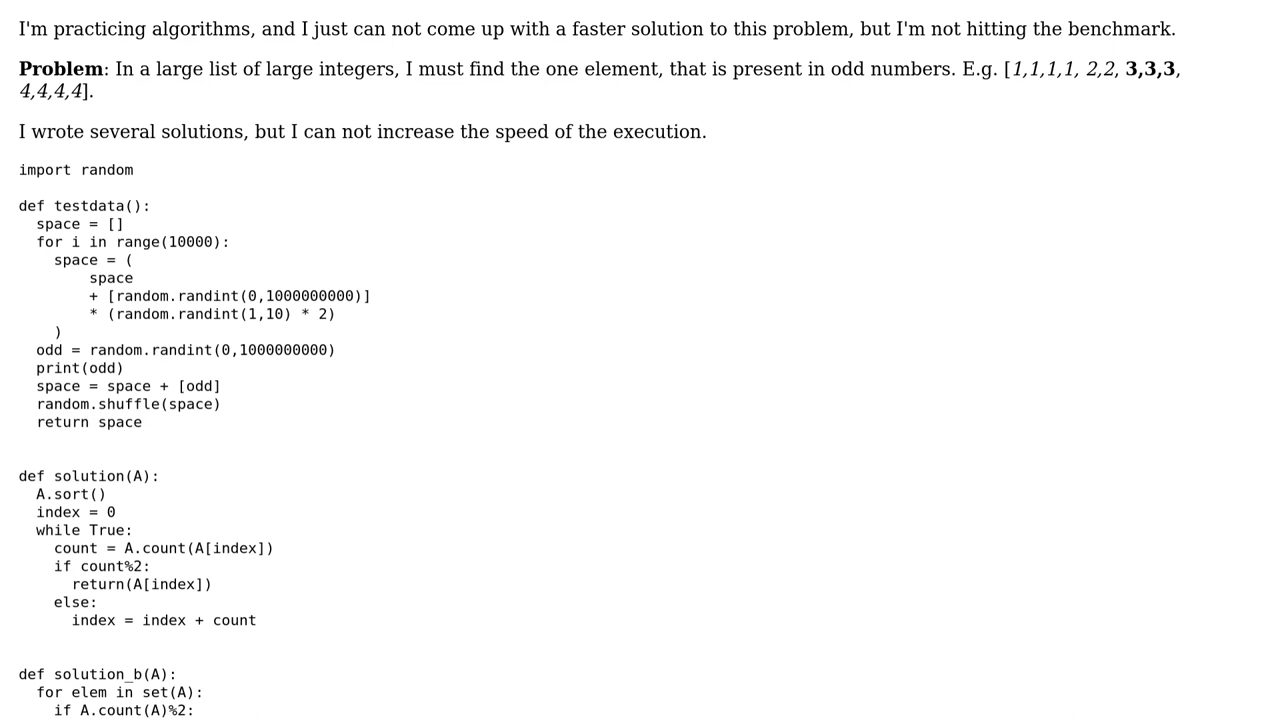 I'm practicing algorithms, and I just can not come up with a faster solution to this problem, but I'm not hitting the benchmark.
Problem: In a large list of large integers, I must find the one element, that is present in odd numbers. E.g. [1,1,1,1, 2,2, 3,3,3,
4,4,4,4].
I wrote several solutions, but I can not increase the speed of the execution.
import random
def testdata():
  space = []
  for i in range(10000):
    space = (
        space
        + [random.randint(0,1000000000)]
        * (random.randint(1,10) * 2)
    )
  odd = random.randint(0,1000000000)
  print(odd)
  space = space + [odd]
  random.shuffle(space)
  return space
def solution(A):
  A.sort()
  index = 0
  while True:
    count = A.count(A[index])
    if count%2:
      return(A[index])
    else:
      index = index + count
def solution_b(A):
  for elem in set(A):
    if A.count(A)%2: